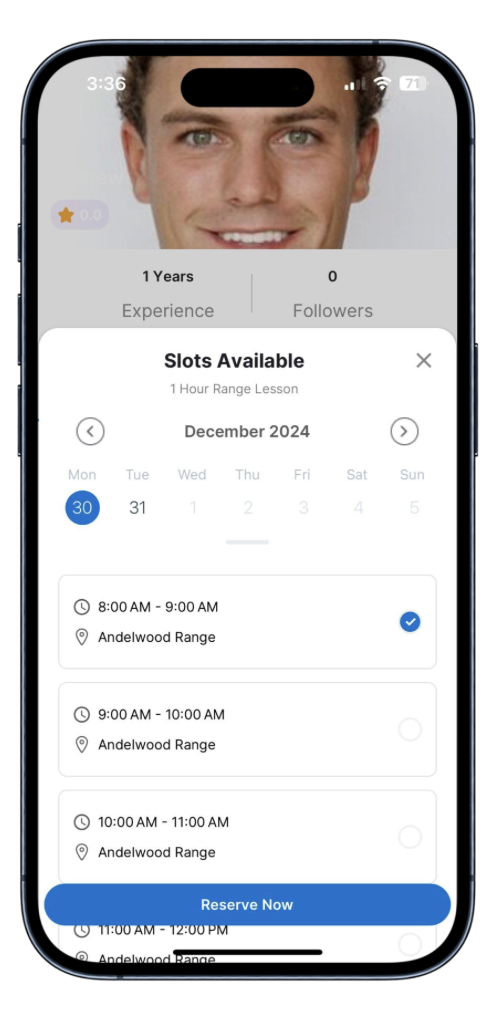 3:36 71
0.0
1 Years 0
Experience Followers
Slots Available
1 Hour Range Lesson
December 2024
Mon Tue Wed Thu Fri Sat Sun
30 31 1 2 3 4 5
8:00 AM - 9:00 AM
Andelwood Range
9:00 AM - 10:00 AM
Andelwood Range
10:00 AM - 11:00 AM
Andelwood Range
Reserve Now
11:00 AM - 12:00 PM
Andelwood Range